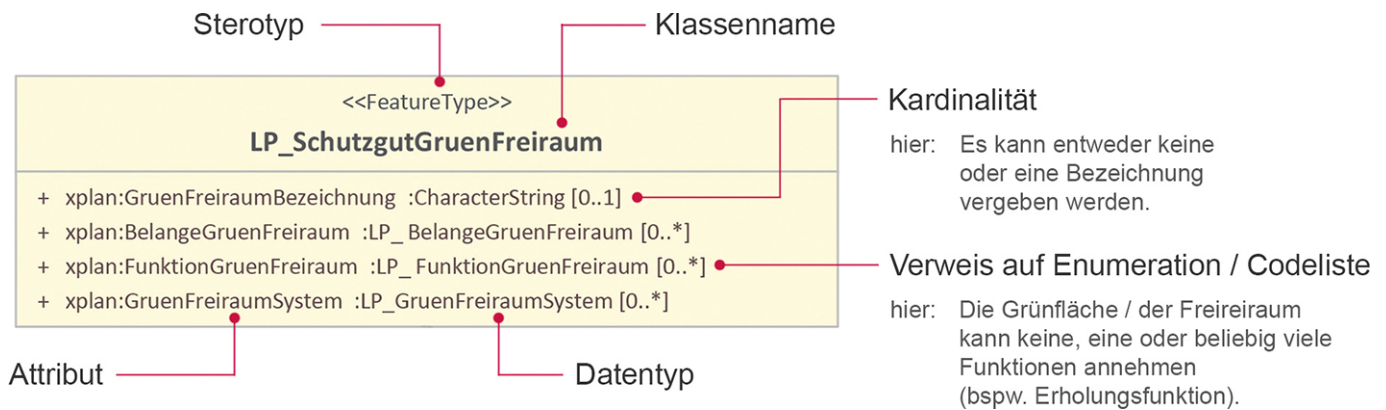 Sterotyp
Klassenname
<<FeatureType>>
LP_SchutzgutGruenFreiraum
+ xplan:GruenFreiraumBezeichnung :CharacterString [0..1]
+ xplan:BelangeGruenFreiraum :LP_ BelangeGruenFreiraum [0..*]
+ xplan:FunktionGruenFreiraum :LP_ FunktionGruenFreiraum [0..*]
+ xplan:GruenFreiraumSystem :LP_GruenFreiraumSystem [0..*]
Kardinalität
hier: Es kann entweder keine
oder eine Bezeichnung
vergeben werden.
Verweis auf Enumeration / Codeliste
hier: Die Grünfläche / der Freireiraum
kann keine, eine oder beliebig viele
Funktionen annehmen
(bspw. Erholungsfunktion).
Attribut
Datentyp